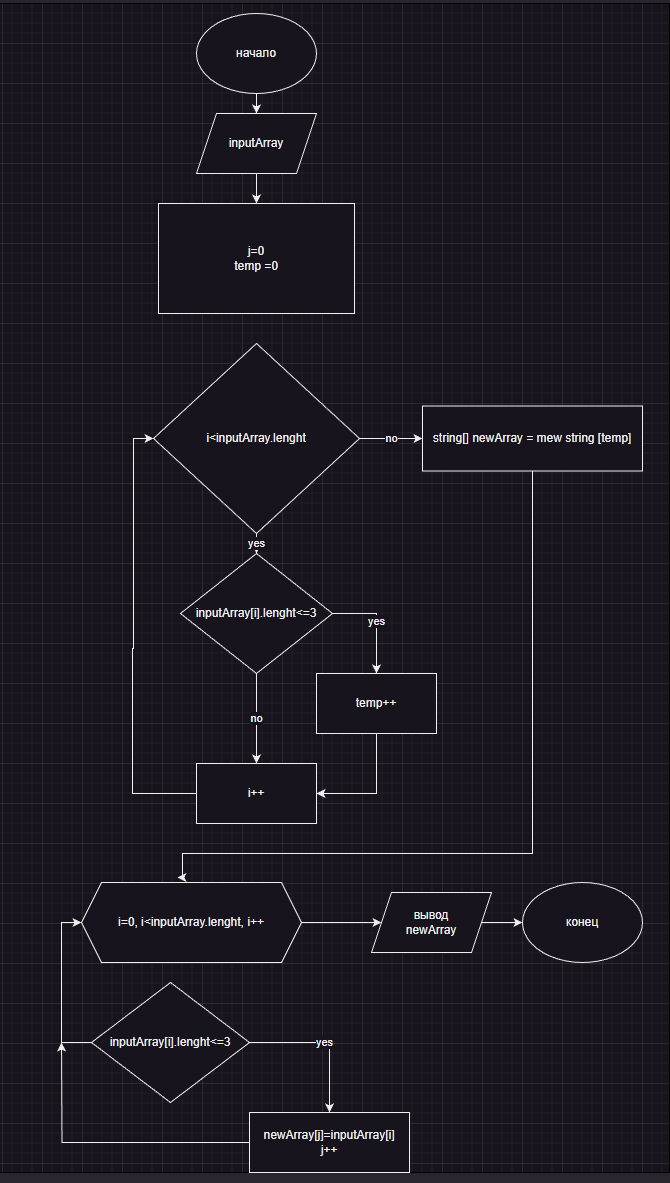 начало
inputArray
j=0
temp =0
i<inputArray.lenght
no
string[] newArray = mew string [temp]
yes
inputArray[i].lenght<=3
yes
temp++
no
i++
i=0, i<inputArray.lenght, i++
вывод
newArray
конец
inputArray[i].lenght<=3
yes
newArray[j]=inputArray[i]
j++